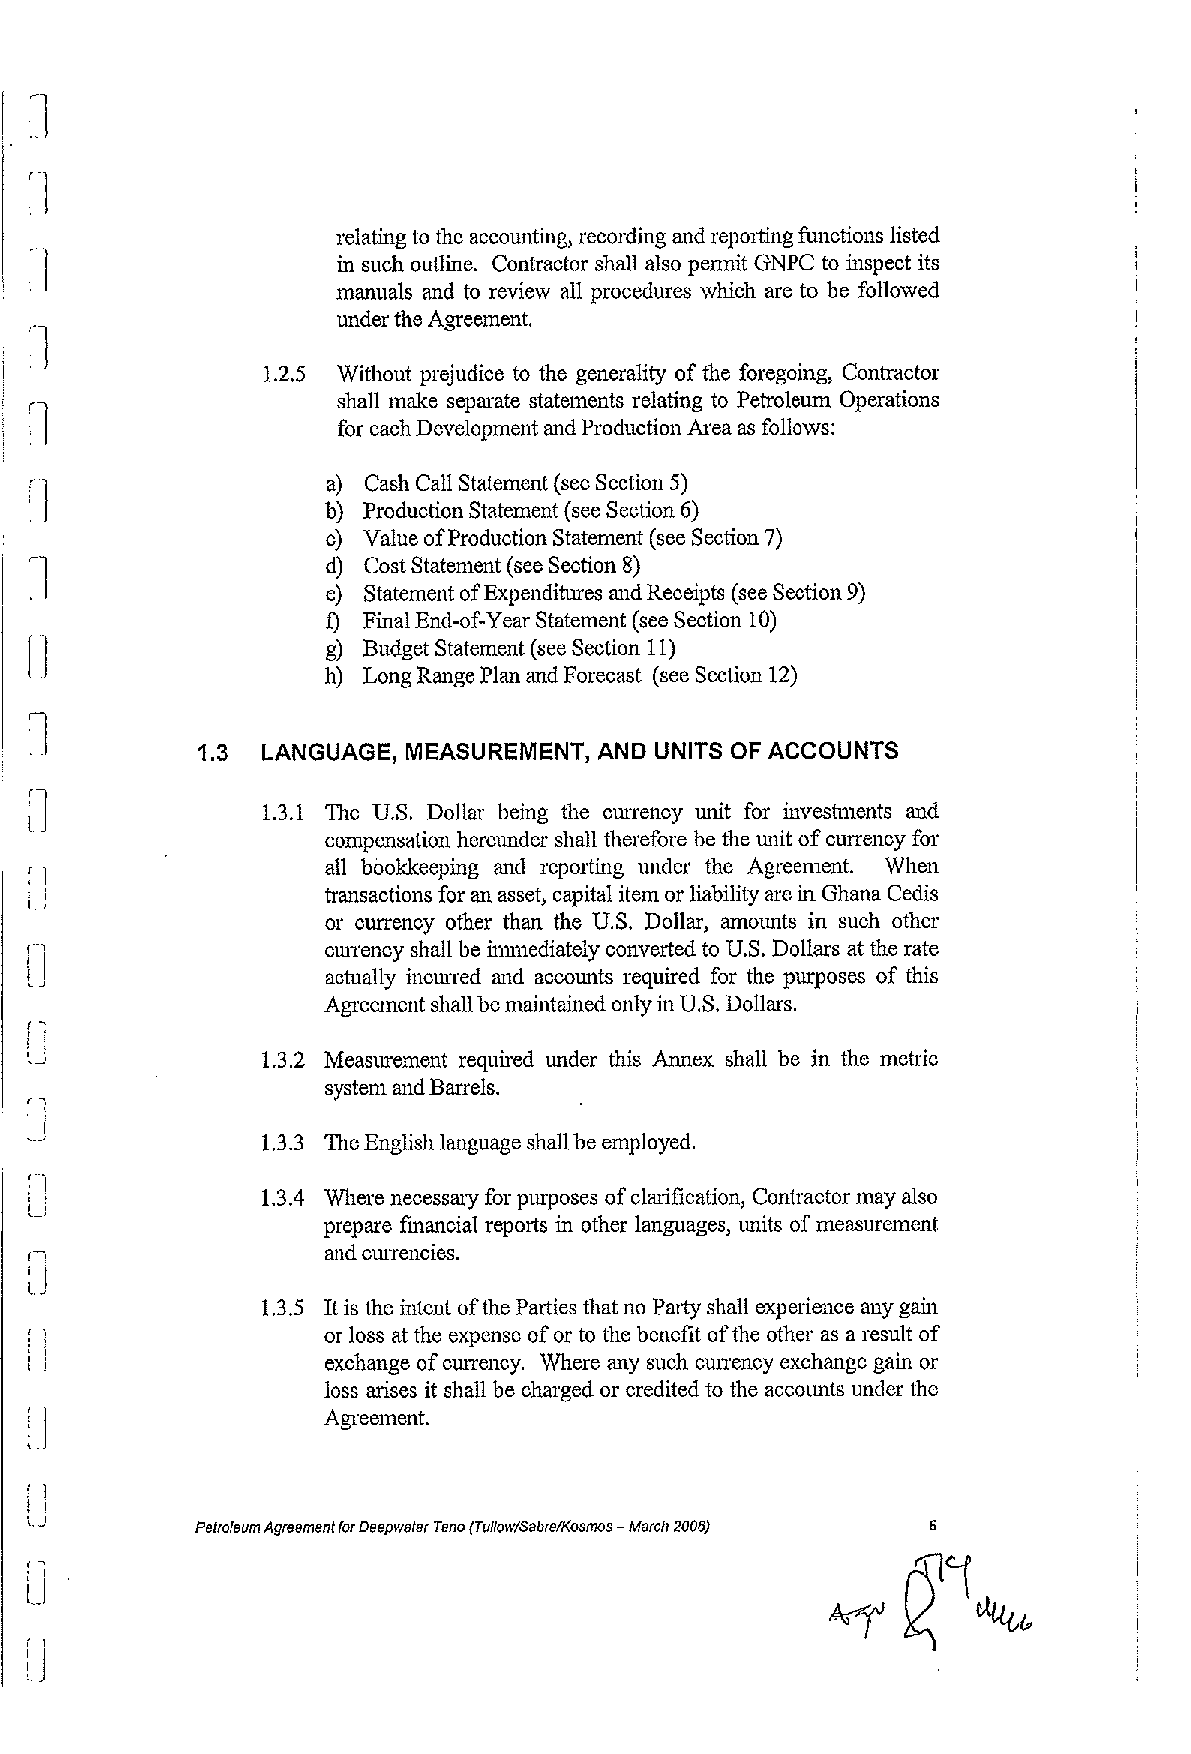 relating to the accounting, recording and reporting functions listed
in such outline. Contractor shall also permit GNPC to inspect its
manuals and to review all procedures which are to be followed
under the Agreement.
1.2.5 Without prejudice to the generality of the foregoing, Contractor
shall make separate statements relating to Petroleum Operations
for each Development and Production Area as follows:
a) Cash Call Statement (see Section 5)
b) Production Statement (see Section 6)
c) Value of Production Statement (see Section 7)
d) Cost Statement (see Section 8)
e) Statement of Expenditures and Receipts (see Section 9)
f) Final End-of-Year Statement (see Section 10)
g) Budget Statement (see Section 11)
h) Long Range Plan and Forecast (see Section 12)
1.3 LANGUAGE, MEASUREMENT, AND UNITS OF ACCOUNTS
1.3.1 The U.S. Dollar being the currency unit for investments and
compensation hereunder shall therefore be the unit of currency for
all bookkeeping and reporting under the Agreement. When
transactions for an asset, capital item or liability are in Ghana Cedis
or currency other than the U.S. Dollar, amounts in such other
currency shall be immediately converted to U.S. Dollars at the rate
actually incurred and accounts required for the purposes of this
Agreement shall be maintained only in U.S. Dollars.
1.3.2 Measurement required under this Annex shall be in the metric
system and Barrels.
1.3.3 The English language shall be employed.
1.3.4 Where necessary for purposes of clarification, Contractor may also
prepare financial reports in other languages, units of measurement
and currencies.
1.3.5 It is the intent of the Parties that no Party shall experience any gain
or loss at the expense of or to the benefit of the other as a result of
exchange of currency. Where any such currency exchange gain or
loss arises it shall be charged or credited to the accounts under the
Agreement.
Petroleum Agreement for Deepwater Tano (Tullow/Sabre/Kosmos – March 2006) 6